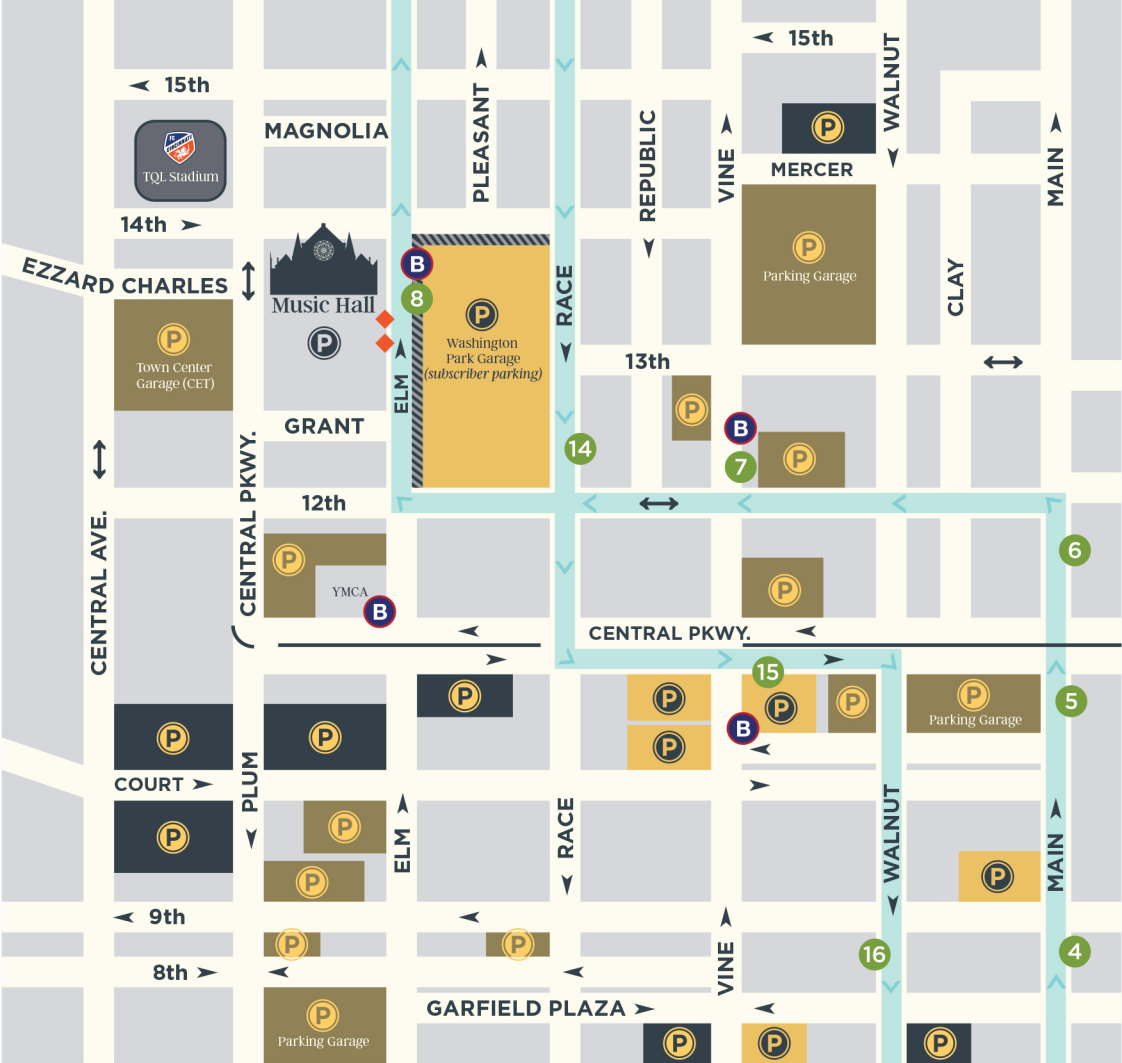 15th
WALNUT
15th
MAGNOLIA
PLEASANT
REPUBLIC
VINE
P
MAIN
FC
CINCINNATI
TQL Stadium
MERCER
14th
EZZARD CHARLES
Music Hall
P
B
8
P
Washington
Park Garage
(subscriber parking)
RACE
P
Parking Garage
CLAY
P
Town Center
Garage (CET)
ELM
13th
P
GRANT
B
14
7
P
12th
CENTRAL PKWY.
CENTRAL AVE.
6
P
YMCA
B
P
CENTRAL PKWY.
15
P
P
P
B
P
P
Parking Garage
5
P
P
P
COURT
PLUM
P
P
P
ELM
RACE
WALNUT
MAIN
P
9th
P
P
8th
VINE
16
4
GARFIELD PLAZA
P
Parking Garage
P
P
P